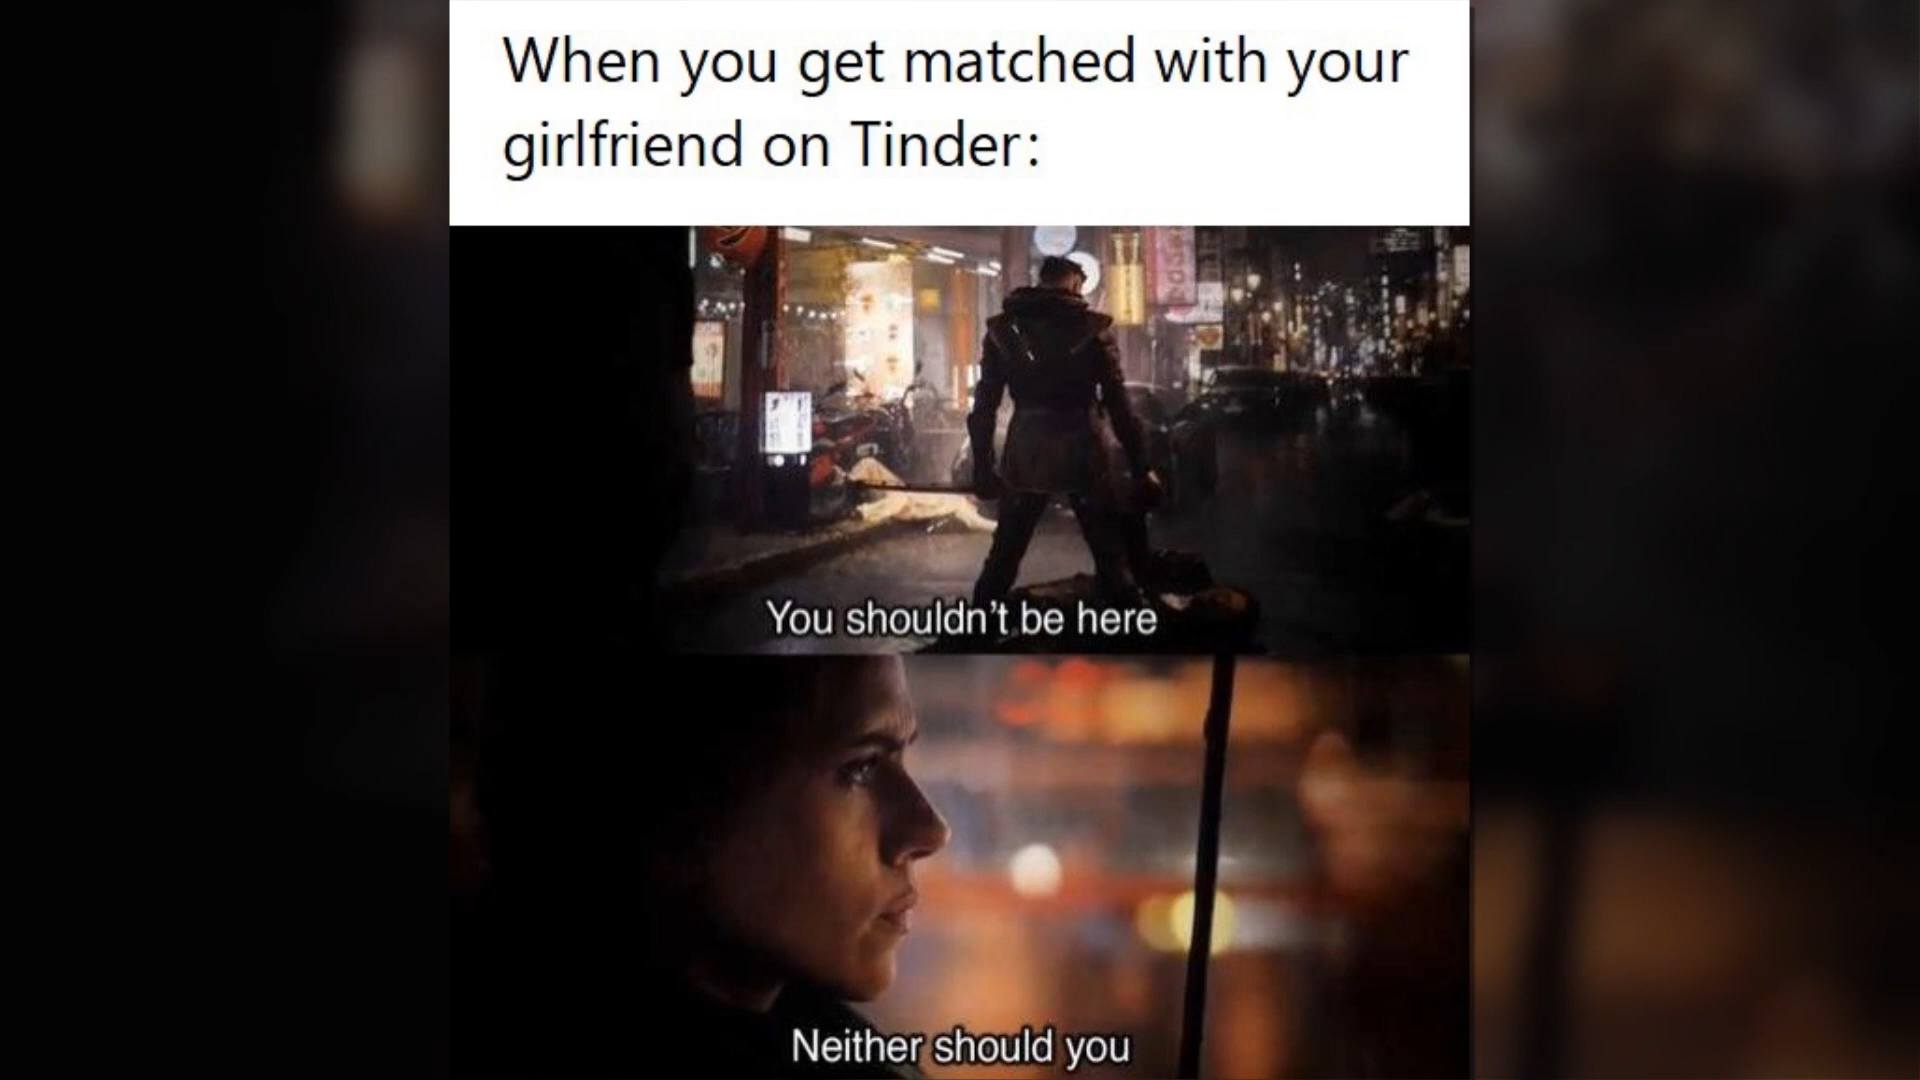 When you get matched with your
girlfriend on Tinder:
You shouldn't be here
Neither should you